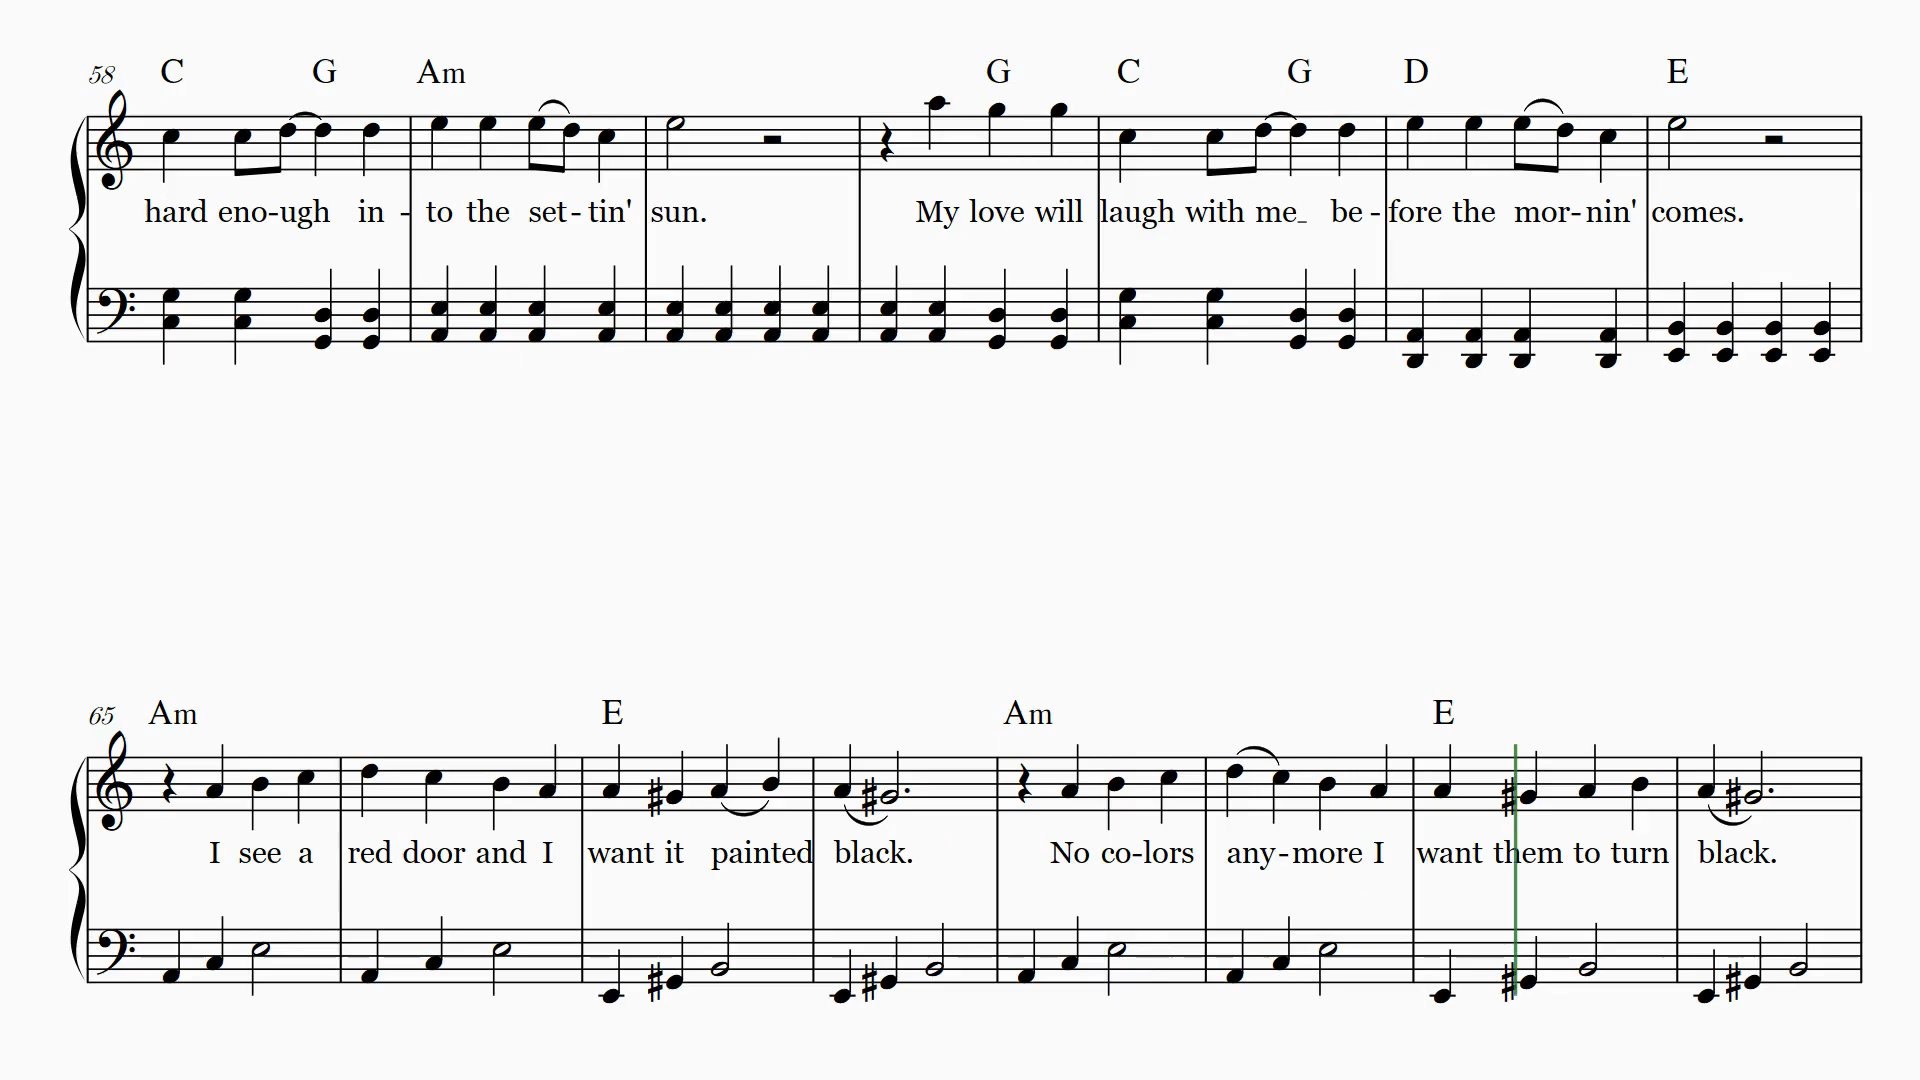 58 C G Am G C G D E
hard eno-ugh in - to the set - tin' sun. My love will laugh with me_ be - fore the mor - nin' comes.
65 Am E Am E
I see a red door and I want it painted black. No co-lors any - more I want them to turn black.